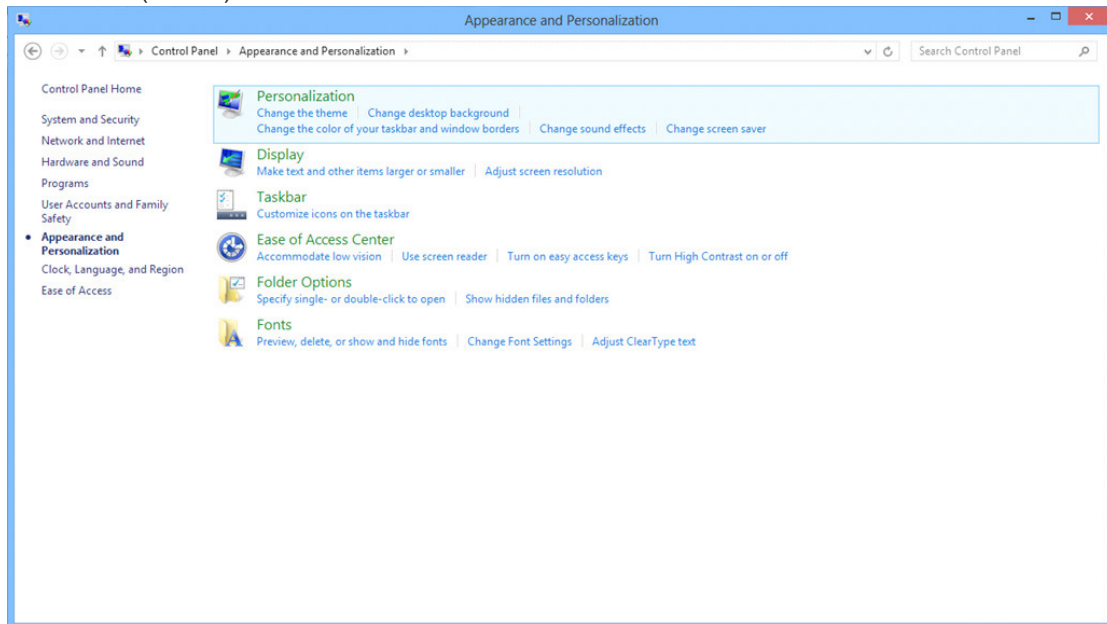 Appearance and Personalization
Control Panel Appearance and Personalization
Search Control Panel
Control Panel Home
System and Security
Network and Internet
Hardware and Sound
Programs
User Accounts and Family
Safety
Appearance and
Personalization
Clock, Language, and Region
Ease of Access
Personalization
Change the theme Change desktop background
Change the color of your taskbar and window borders Change sound effects Change screen saver
Display
Make text and other items larger or smaller Adjust screen resolution
Taskbar
Customize icons on the taskbar
Ease of Access Center
Accommodate low vision Use screen reader Turn on easy access keys Turn High Contrast on or off
Folder Options
Specify single- or double-click to open Show hidden files and folders
Fonts
Preview, delete, or show and hide fonts Change Font Settings Adjust ClearType text